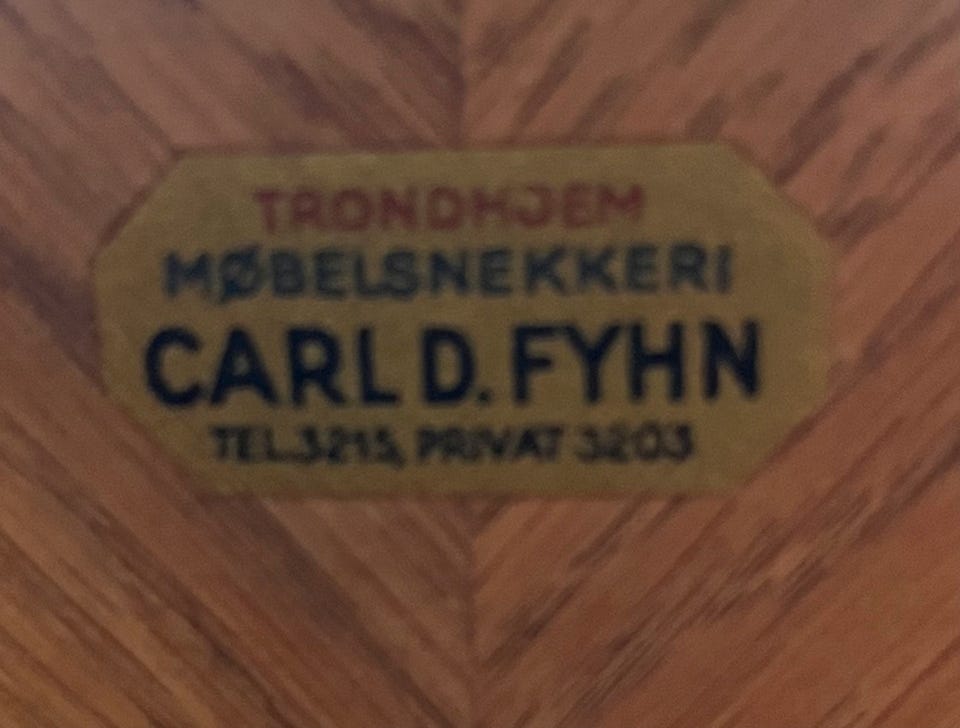 TRONDHJEM
MØBELSNEKKERI
CARL D. FYHN
TEL. 3215, PRIVAT 3203